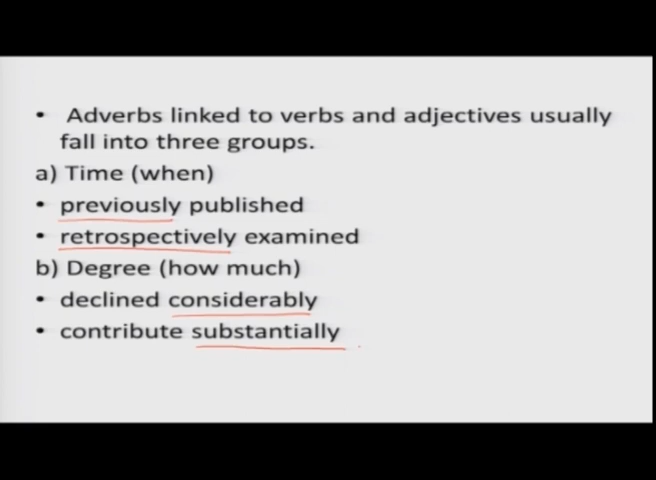 • Adverbs linked to verbs and adjectives usually
fall into three groups.
a) Time (when)
• previously published
• retrospectively examined
b) Degree (how much)
• declined considerably
• contribute substantially